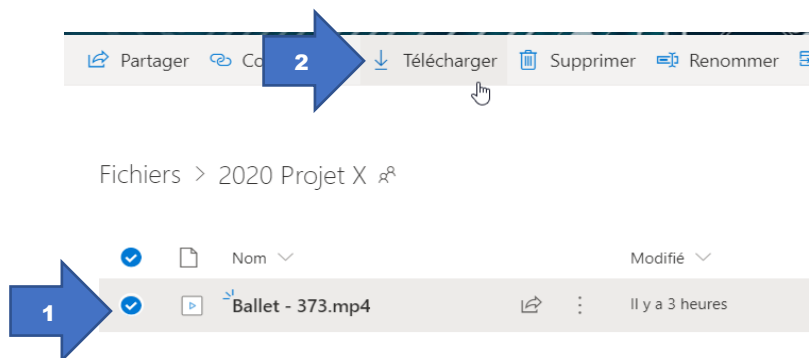 Partager Co 2 Télécharger Supprimer Renommer
Fichiers > 2020 Projet X
Nom Modifié
1 Ballet - 373.mp4 Il y a 3 heures